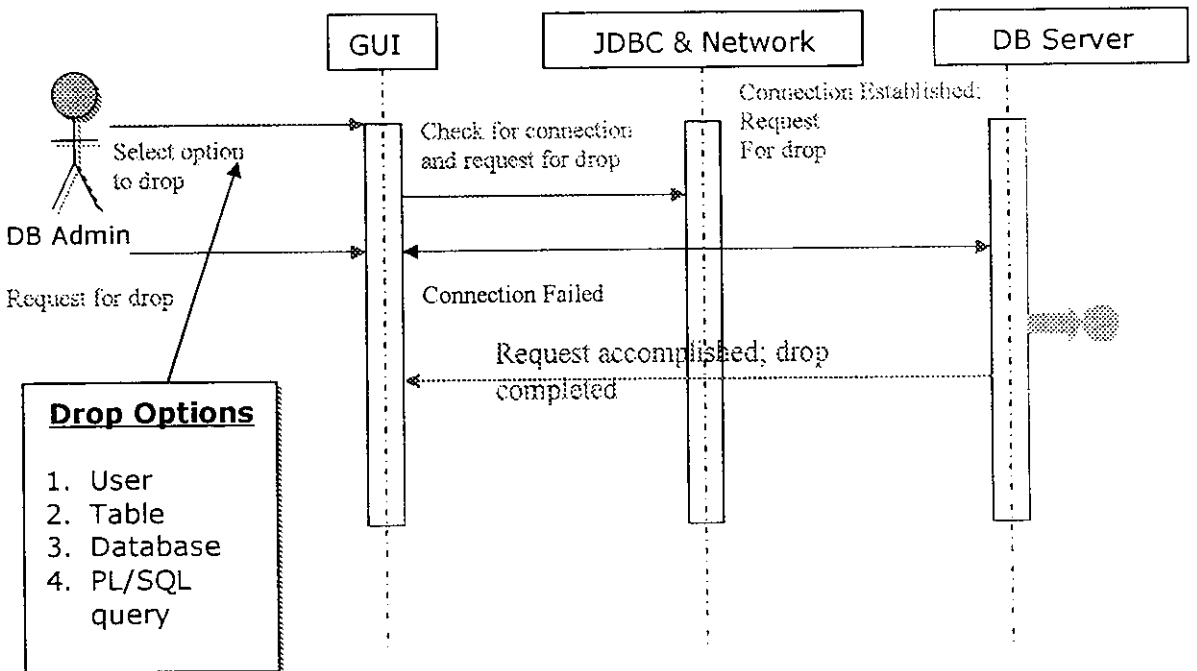 GUI
JDBC & Network
DB Server
Connection Established;
Request
For drop
Check for connection
and request for drop
Select option
to drop
DB Admin
Request for drop
Connection Failed
Request accomplished; drop
completed
Drop Options
1. User
2. Table
3. Database
4. PL/SQL
query